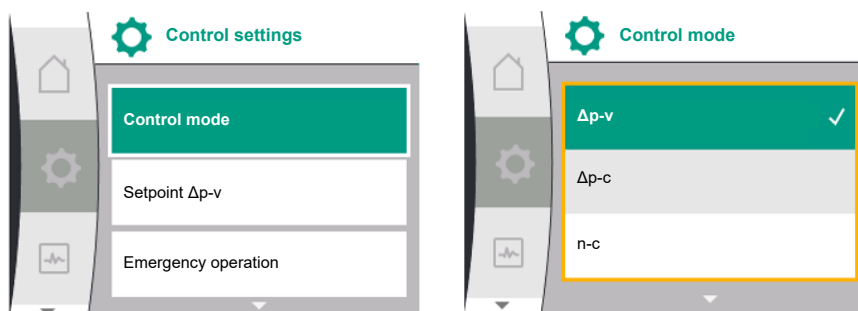 Control settings
Control mode
Setpoint Δp-v
Emergency operation
Control mode
Δp-v
Δp-c
n-c